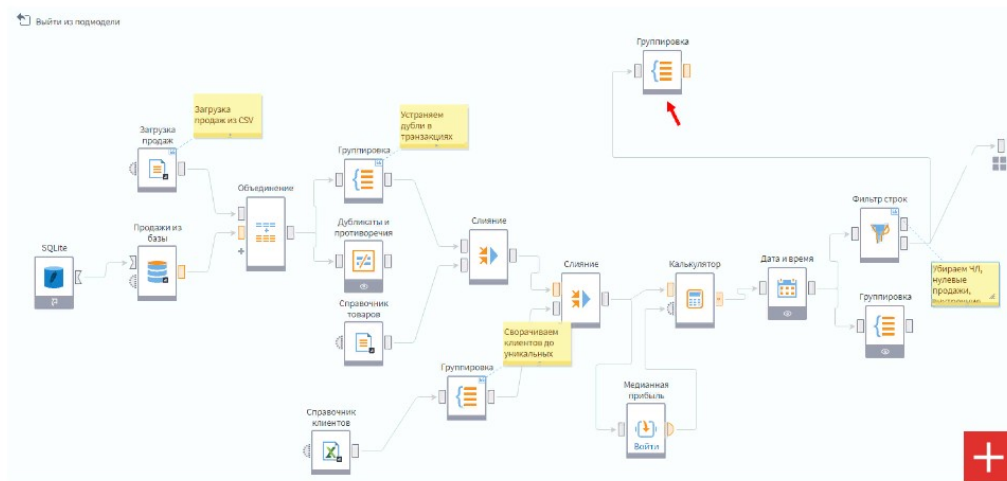 Выйти из подмодели
Группировка
Загрузка
продаж из CSV
Устраняем
дубли в
транзакциях
Загрузка
продаж
Группировка
Объединение
Фильтр строк
Продажи из
базы
Дубликаты и
противоречия
Слияние
SQLite
Слияние
Калькулятор
Дата и время
Убираем ЧЛ,
нулевые
продажи,
Справочник
товаров
Группировка
Сворачиваем
клиентов до
уникальных
Группировка
Медианная
прибыль
Справочник
клиентов
Войти